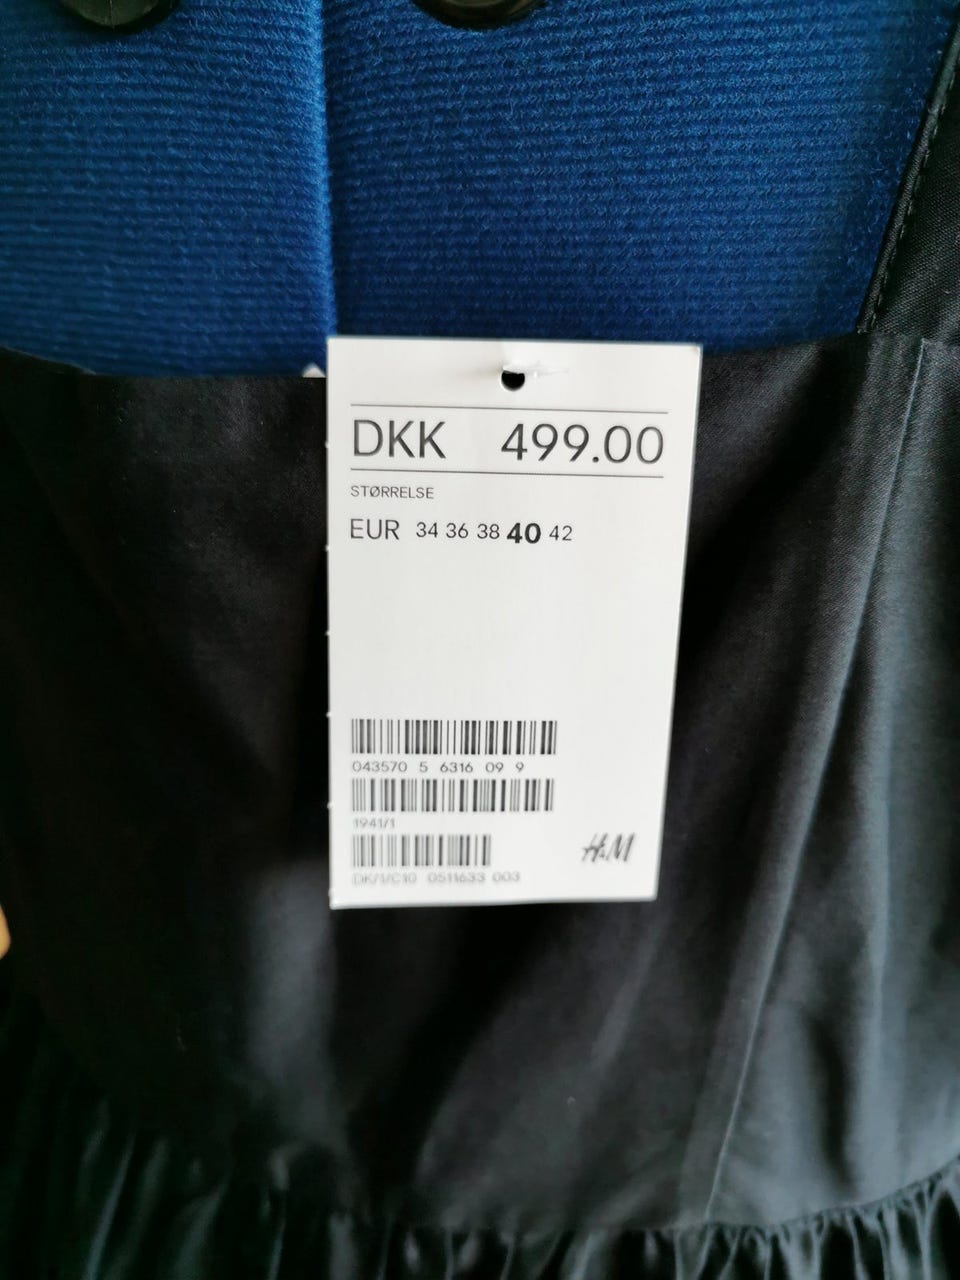 DKK 499.00
STØRRELSE
EUR 34 36 38 40 42
043570 5 6316 09 9
1941/1
DK/1/C10 0511633 003
H&M